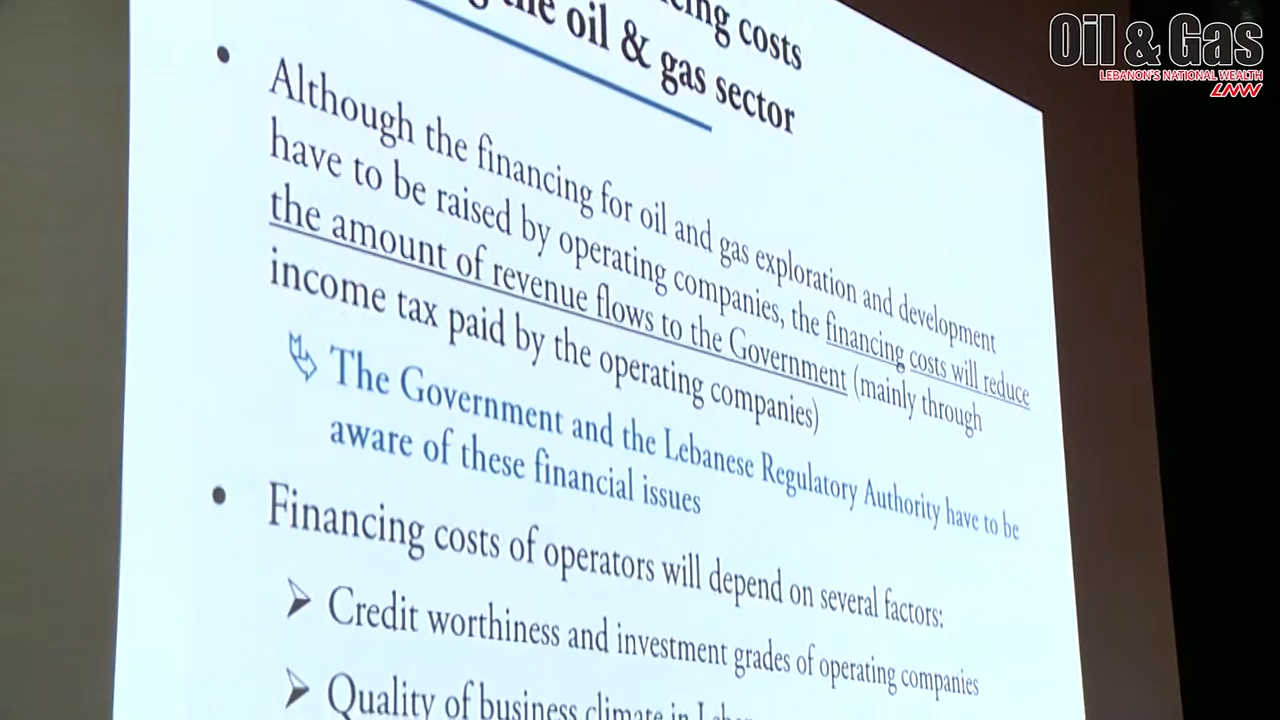 Oil & Gas
LEBANON'S NATIONAL WEALTH
LNW
costs
the oil & gas sector
• Although the financing for oil and gas exploration and development
have to be raised by operating companies, the financing costs will reduce
the amount of revenue flows to the Government (mainly through
income tax paid by the operating companies)
The Government and the Lebanese Regulatory Authority have to be
aware of these financial issues
• Financing costs of operators will depend on several factors:
➢ Credit worthiness and investment grades of operating companies
➢ Quality of business climate in